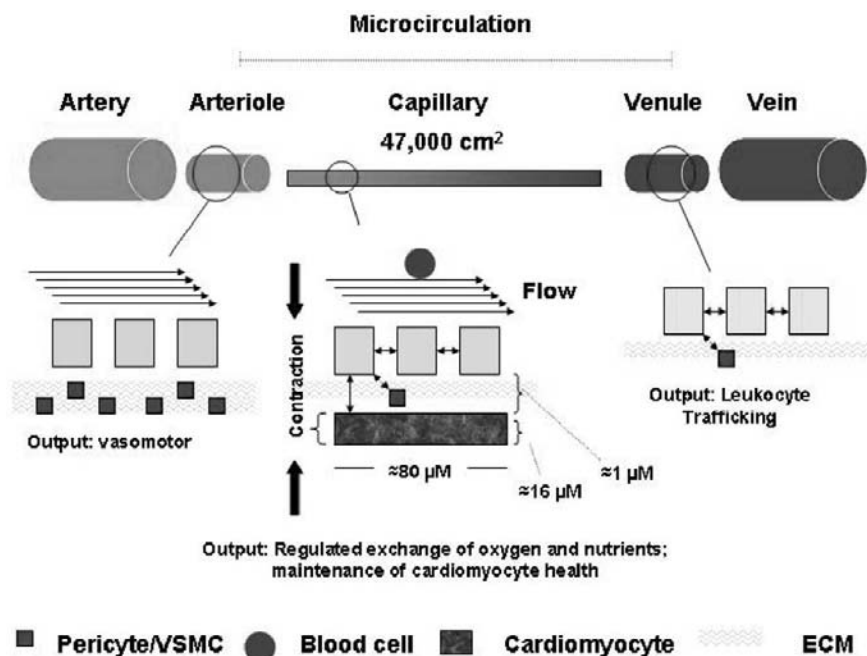 Microcirculation
Artery Arteriole Capillary Venule Vein
47,000 cm²
Flow
Contraction
Output: vasomotor
Output: Leukocyte
Trafficking
≈80 µM
≈16 µM
≈1 µM
Output: Regulated exchange of oxygen and nutrients;
maintenance of cardiomyocyte health
Pericyte/VSMC Blood cell Cardiomyocyte ECM